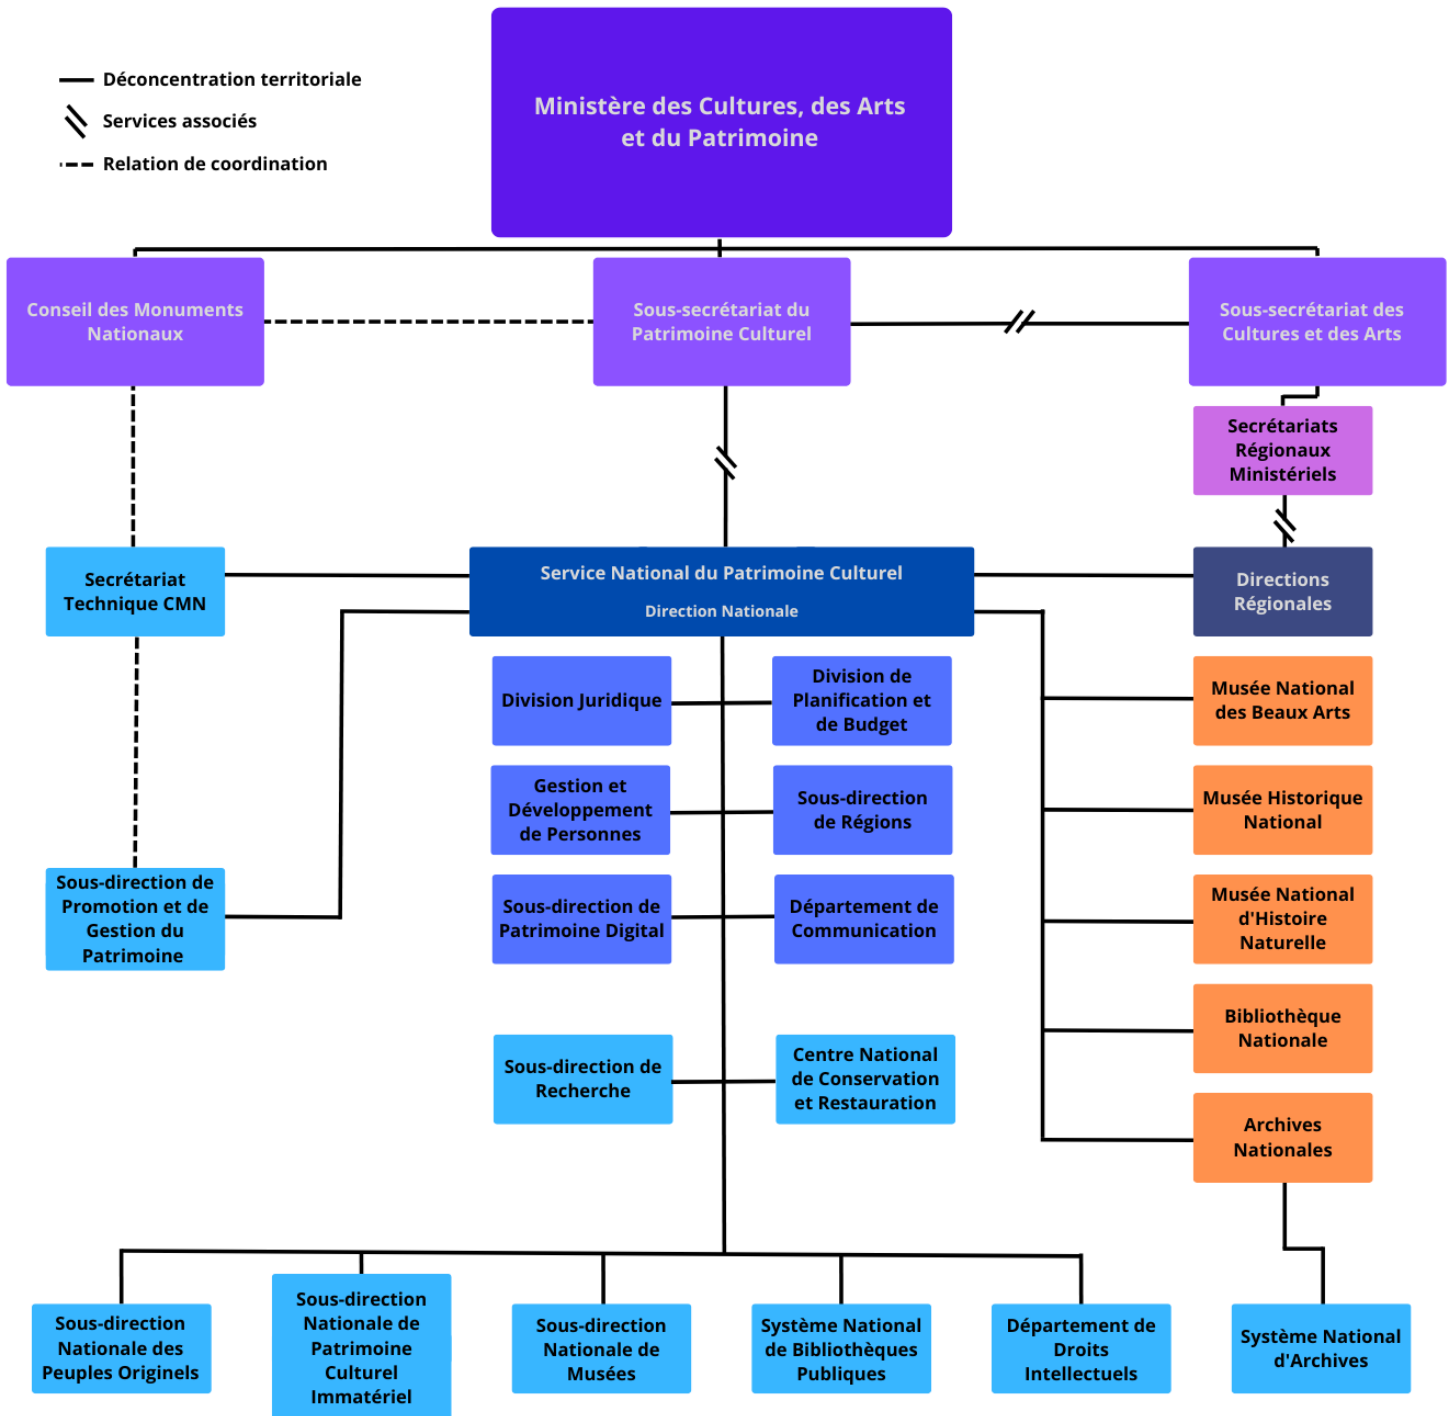 Déconcentration territoriale
Services associés
Relation de coordination
Ministère des Cultures, des Arts
et du Patrimoine
Conseil des Monuments
Nationaux
Sous-secrétariat du
Patrimoine Culturel
Sous-secrétariat des
Cultures et des Arts
Secrétariats
Régionaux
Ministériels
Secrétariat
Technique CMN
Service National du Patrimoine Culturel
Direction Nationale
Directions
Régionales
Division Juridique
Division de
Planification et
de Budget
Musée National
des Beaux Arts
Gestion et
Développement
de Personnes
Sous-direction
de Régions
Musée Historique
National
Sous-direction de
Promotion et de
Gestion du
Patrimoine
Sous-direction de
Patrimoine Digital
Département de
Communication
Musée National
d'Histoire
Naturelle
Bibliothèque
Nationale
Sous-direction de
Recherche
Centre National
de Conservation
et Restauration
Archives
Nationales
Sous-direction
Nationale des
Peuples Originels
Sous-direction
Nationale de
Patrimoine
Culturel
Immatériel
Sous-direction
Nationale de
Musées
Système National
de Bibliothèques
Publiques
Département de
Droits
Intellectuels
Système National
d'Archives